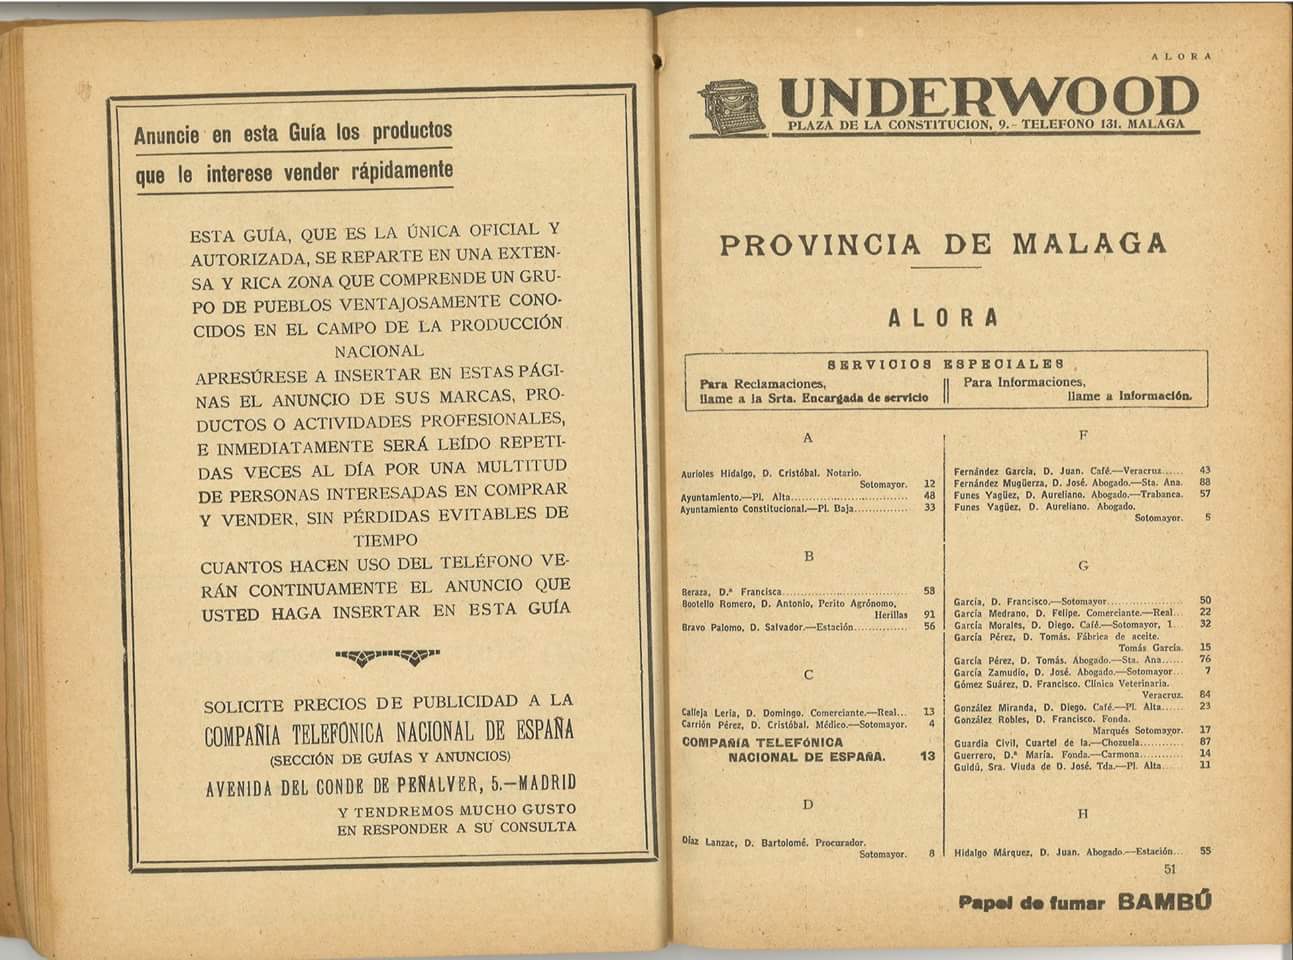 Anuncie en esta Guía los productos
que le interese vender rápidamente
ESTA GUÍA, QUE ES LA ÚNICA OFICIAL Y
AUTORIZADA, SE REPARTE EN UNA EXTEN-
SA Y RICA ZONA QUE COMPRENDE UN GRU-
PO DE PUEBLOS VENTAJOSAMENTE CONO-
CIDOS EN EL CAMPO DE LA PRODUCCIÓN
NACIONAL
APRESÚRESE A INSERTAR EN ESTAS PÁGI-
NAS EL ANUNCIO DE SUS MARCAS, PRO-
DUCTOS O ACTIVIDADES PROFESIONALES,
E INMEDIATAMENTE SERÁ LEÍDO REPETI-
DAS VECES AL DÍA POR UNA MULTITUD
DE PERSONAS INTERESADAS EN COMPRAR
Y VENDER, SIN PÉRDIDAS EVITABLES DE
TIEMPO
CUANTOS HACEN USO DEL TELÉFONO VE-
RÁN CONTINUAMENTE EL ANUNCIO QUE
USTED HAGA INSERTAR EN ESTA GUÍA
SOLICITE PRECIOS DE PUBLICIDAD A LA
COMPAÑIA TELEFONICA NACIONAL DE ESPAÑA
(SECCIÓN DE GUÍAS Y ANUNCIOS)
AVENIDA DEL CONDE DE PEÑALVER, 5.—MADRID
Y TENDREMOS MUCHO GUSTO
EN RESPONDER A SU CONSULTA
ALORA
UNDERWOOD
PLAZA DE LA CONSTITUCION, 9.- TELEFONO 131. MALAGA
PROVINCIA DE MALAGA
ALORA
SERVICIOS ESPECIALES
Para Reclamaciones,
llame a la Srta. Encargada de servicio
Para Informaciones,
llame a Información.
A
Aurioles Hidalgo, D. Cristóbal. Notario.
Sotomayor. 12
Ayuntamiento.—Pl. Alta.......................... 48
Ayuntamiento Constitucional.—Pl. Baja.............. 33
B
Beraza, D.ª Francisca................................ 58
Bootello Romero, D. Antonio, Perito Agrónomo,
Herillas 91
Bravo Palomo, D. Salvador.—Estación.............. 56
C
Calleja Leria, D. Domingo. Comerciante.—Real... 13
Carrión Pérez, D. Cristóbal. Médico.—Sotomayor. 4
COMPAÑÍA TELEFÓNICA
NACIONAL DE ESPAÑA. 13
D
Díaz Lanzac, D. Bartolomé. Procurador.
Sotomayor. 8
F
Fernández García, D. Juan. Café.—Veracruz...... 43
Fernández Mugüerza, D. José. Abogado.—Sta. Ana. 88
Funes Yagüez, D. Aureliano. Abogado.—Trabanca. 57
Funes Yagüez, D. Aureliano. Abogado.
Sotomayor. 5
G
García, D. Francisco.—Sotomayor..................... 50
García Medrano, D. Felipe. Comerciante.—Real... 22
García Morales, D. Diego. Café.—Sotomayor, 1... 32
García Pérez, D. Tomás. Fábrica de aceite.
Tomás García. 15
García Pérez, D. Tomás. Abogado.—Sta. Ana...... 76
García Zamudio, D. José. Abogado.—Sotomayor... 7
Gómez Suárez, D. Francisco. Clínica Veterinaria.
Veracruz. 84
González Miranda, D. Diego. Café.—Pl. Alta...... 23
González Robles, D. Francisco. Fonda.
Marqués Sotomayor. 17
Guardia Civil, Cuartel de la.—Chozuela............ 87
Guerrero, D.ª María. Fonda.—Carmona............ 14
Guidú, Sra. Viuda de D. José. Tda.—Pl. Alta...... 11
H
Hidalgo Márquez, D. Juan. Abogado.—Estación... 55
51
Papel de fumar BAMBÚ